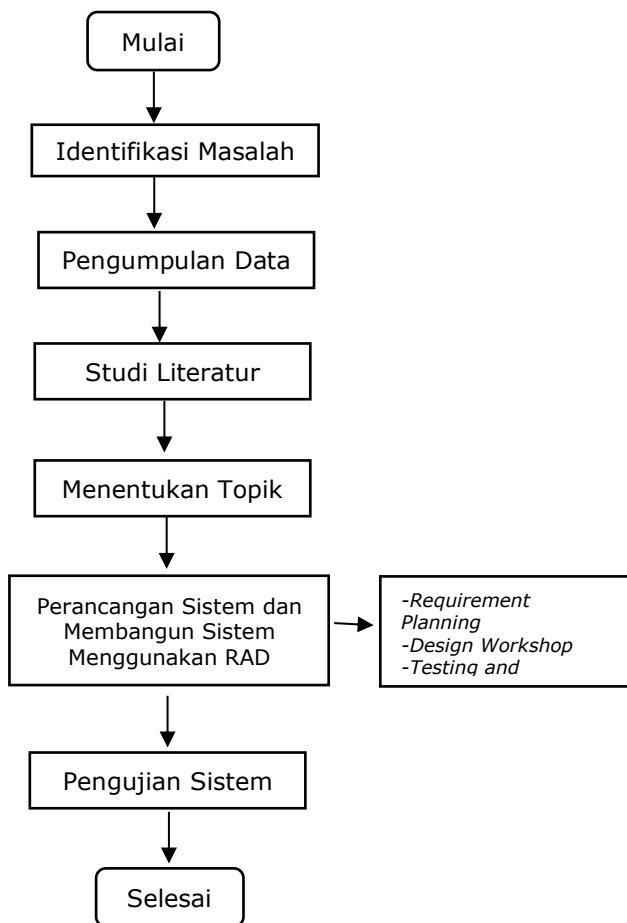 Mulai
Identifikasi Masalah
Pengumpulan Data
Studi Literatur
Menentukan Topik
Perancangan Sistem dan
Membangun Sistem
Menggunakan RAD
-Requirement
Planning
-Design Workshop
-Testing and
Pengujian Sistem
Selesai